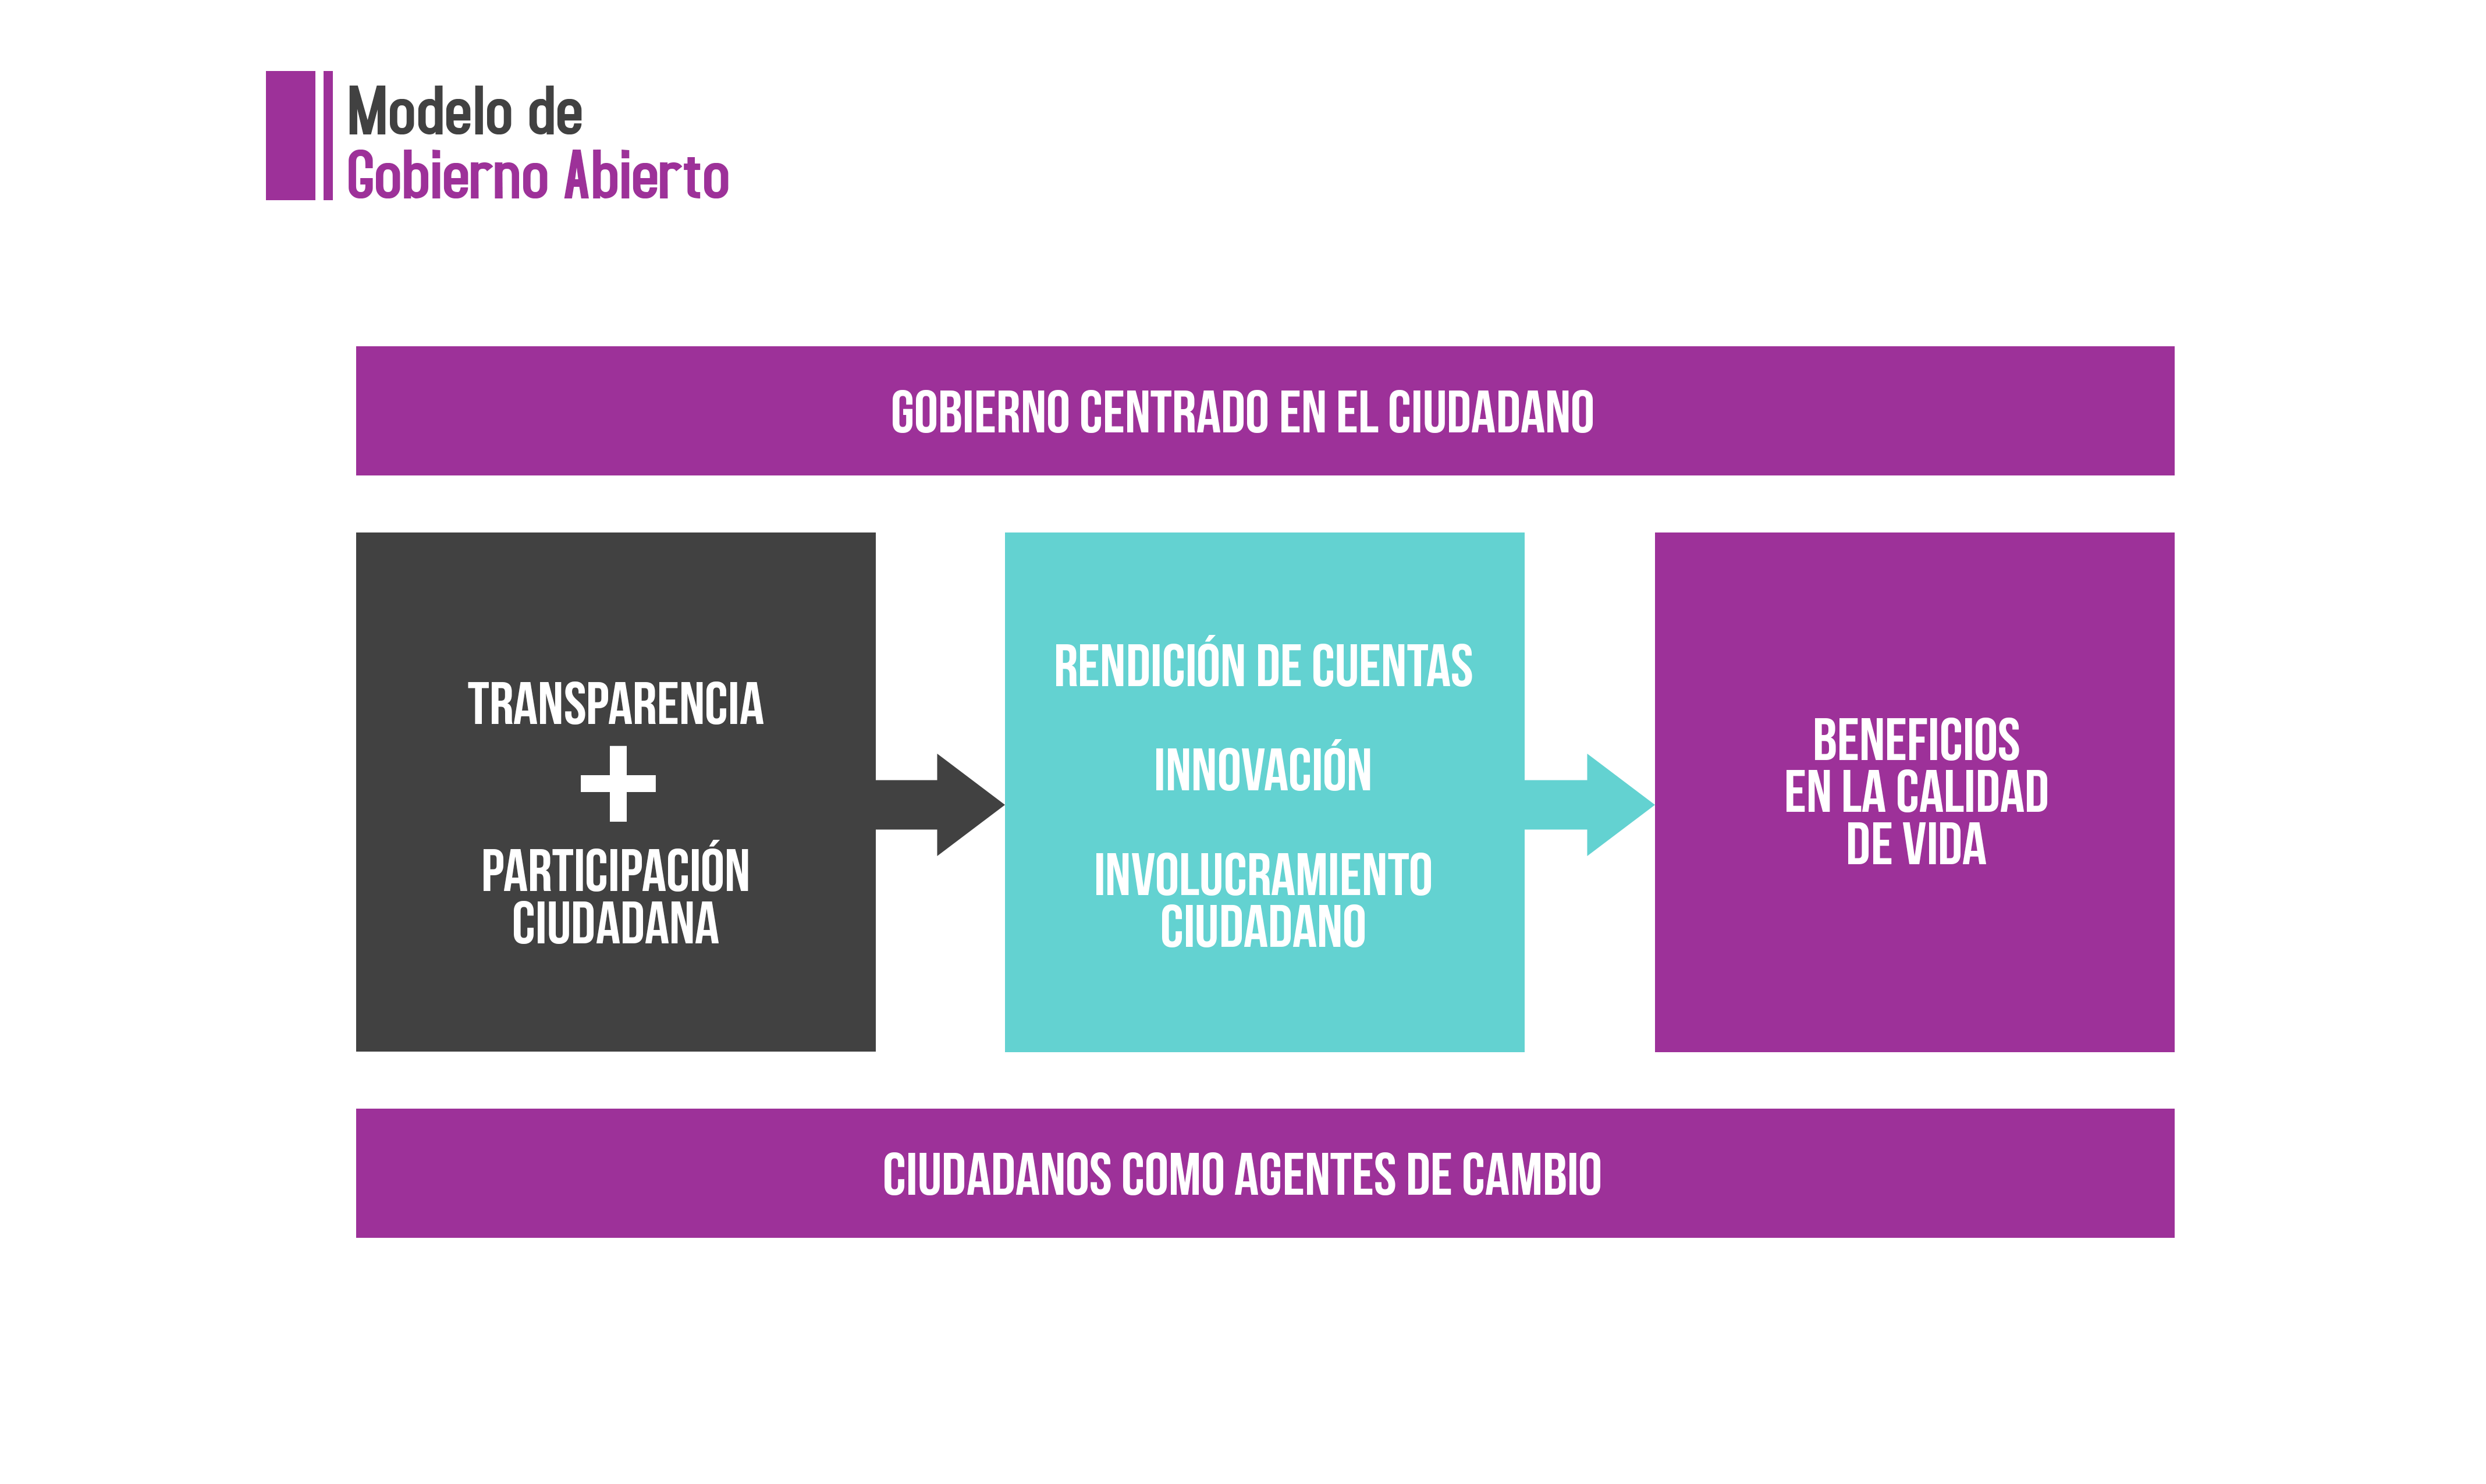 Modelo de
Gobierno Abierto
GOBIERNO CENTRADO EN EL CIUDADANO
TRANSPARENCIA
+
PARTICIPACIÓN
CIUDADANA
RENDICIÓN DE CUENTAS
INNOVACIÓN
INVOLUCRAMIENTO
CIUDADANO
BENEFICIOS
EN LA CALIDAD
DE VIDA
CIUDADANOS COMO AGENTES DE CAMBIO